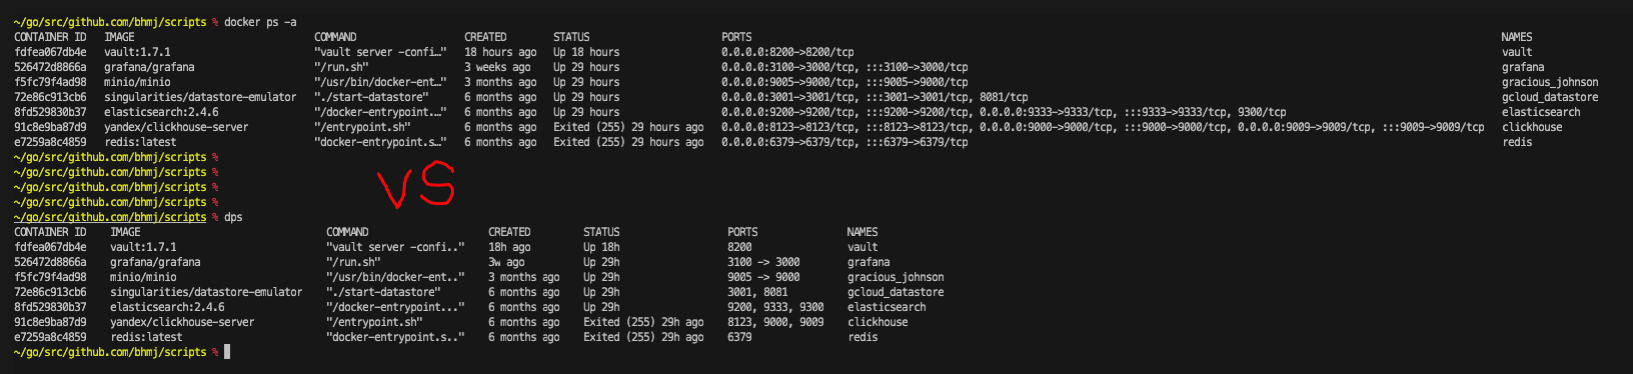 ~/go/src/github.com/bhmj/scripts % docker ps -a
CONTAINER ID   IMAGE                            COMMAND                  CREATED        STATUS                     PORTS                                                                                                                             NAMES
fdfea067db4e   vault:1.7.1                      "vault server -confi…"   18 hours ago   Up 18 hours                0.0.0.0:8200->8200/tcp                                                                                                            vault
526472d8866a   grafana/grafana                  "/run.sh"                3 weeks ago    Up 29 hours                0.0.0.0:3100->3000/tcp, :::3100->3000/tcp                                                                                         grafana
f5fc79f4ad98   minio/minio                      "/usr/bin/docker-ent…"   3 months ago   Up 29 hours                0.0.0.0:9005->9000/tcp, :::9005->9000/tcp                                                                                         gracious_johnson
72e86c913cb6   singularities/datastore-emulator   "./start-datastore"      6 months ago   Up 29 hours                0.0.0.0:3001->3001/tcp, :::3001->3001/tcp, 8081/tcp                                                                               gcloud_datastore
8fd529830b37   elasticsearch:2.4.6              "/docker-entrypoint.…"   6 months ago   Up 29 hours                0.0.0.0:9200->9200/tcp, :::9200->9200/tcp, 0.0.0.0:9333->9333/tcp, :::9333->9333/tcp, 9300/tcp                                    elasticsearch
91c8e9ba87d9   yandex/clickhouse-server         "/entrypoint.sh"         6 months ago   Exited (255) 29 hours ago   0.0.0.0:8123->8123/tcp, :::8123->8123/tcp, 0.0.0.0:9000->9000/tcp, :::9000->9000/tcp, 0.0.0.0:9009->9009/tcp, :::9009->9009/tcp   clickhouse
e7259a8c4859   redis:latest                     "docker-entrypoint.s…"   6 months ago   Exited (255) 29 hours ago   0.0.0.0:6379->6379/tcp, :::6379->6379/tcp                                                                                         redis
~/go/src/github.com/bhmj/scripts %
~/go/src/github.com/bhmj/scripts %
~/go/src/github.com/bhmj/scripts %
~/go/src/github.com/bhmj/scripts %
VS
~/go/src/github.com/bhmj/scripts % dps
CONTAINER ID    IMAGE                              COMMAND                    CREATED         STATUS                  PORTS               NAMES
fdfea067db4e    vault:1.7.1                        "vault server -confi.."    18h ago         Up 18h                  8200                vault
526472d8866a    grafana/grafana                    "/run.sh"                  3w ago          Up 29h                  3100 -> 3000        grafana
f5fc79f4ad98    minio/minio                        "/usr/bin/docker-ent.."    3 months ago    Up 29h                  9005 -> 9000        gracious_johnson
72e86c913cb6    singularities/datastore-emulator   "./start-datastore"        6 months ago    Up 29h                  3001, 8081          gcloud_datastore
8fd529830b37    elasticsearch:2.4.6                "/docker-entrypoint..."    6 months ago    Up 29h                  9200, 9333, 9300    elasticsearch
91c8e9ba87d9    yandex/clickhouse-server           "/entrypoint.sh"           6 months ago    Exited (255) 29h ago    8123, 9000, 9009    clickhouse
e7259a8c4859    redis:latest                       "docker-entrypoint.s.."    6 months ago    Exited (255) 29h ago    6379                redis
~/go/src/github.com/bhmj/scripts %